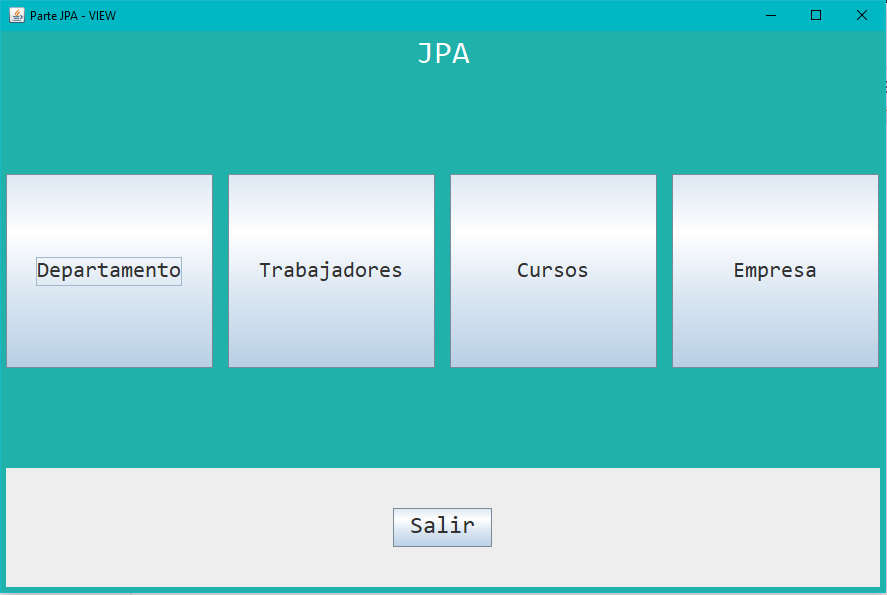 Parte JPA - VIEW
JPA
Departamento
Trabajadores
Cursos
Empresa
Salir